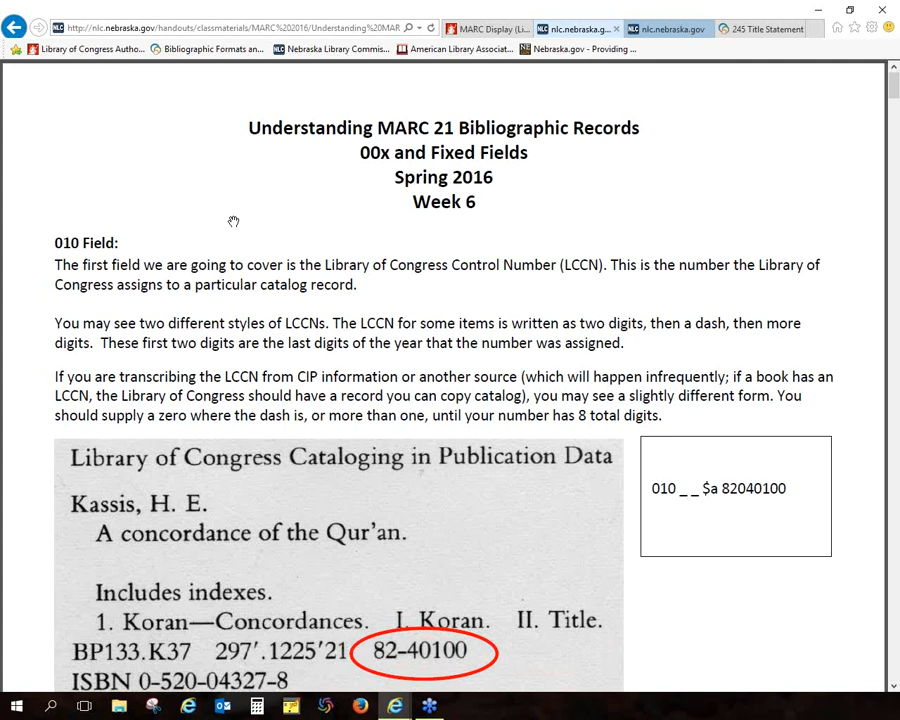 http://nlc.nebraska.gov/handouts/classmaterials/MARC%202016/Understanding%20MAR
MARC Display (Li...
nlc.nebraska.g...
nlc.nebraska.gov
245 Title Statement
Library of Congress Autho...
Bibliographic Formats an...
Nebraska Library Commis...
American Library Associat...
Nebraska.gov - Providing ...
Understanding MARC 21 Bibliographic Records
00x and Fixed Fields
Spring 2016
Week 6
010 Field:
The first field we are going to cover is the Library of Congress Control Number (LCCN). This is the number the Library of
Congress assigns to a particular catalog record.
You may see two different styles of LCCNs. The LCCN for some items is written as two digits, then a dash, then more
digits. These first two digits are the last digits of the year that the number was assigned.
If you are transcribing the LCCN from CIP information or another source (which will happen infrequently; if a book has an
LCCN, the Library of Congress should have a record you can copy catalog), you may see a slightly different form. You
should supply a zero where the dash is, or more than one, until your number has 8 total digits.
Library of Congress Cataloging in Publication Data
Kassis, H. E.
A concordance of the Qur'an.
Includes indexes.
1. Koran—Concordances. I. Koran. II. Title.
BP133.K37 297'.1225'21 82-40100
ISBN 0-520-04327-8
010 _ _ $a 82040100